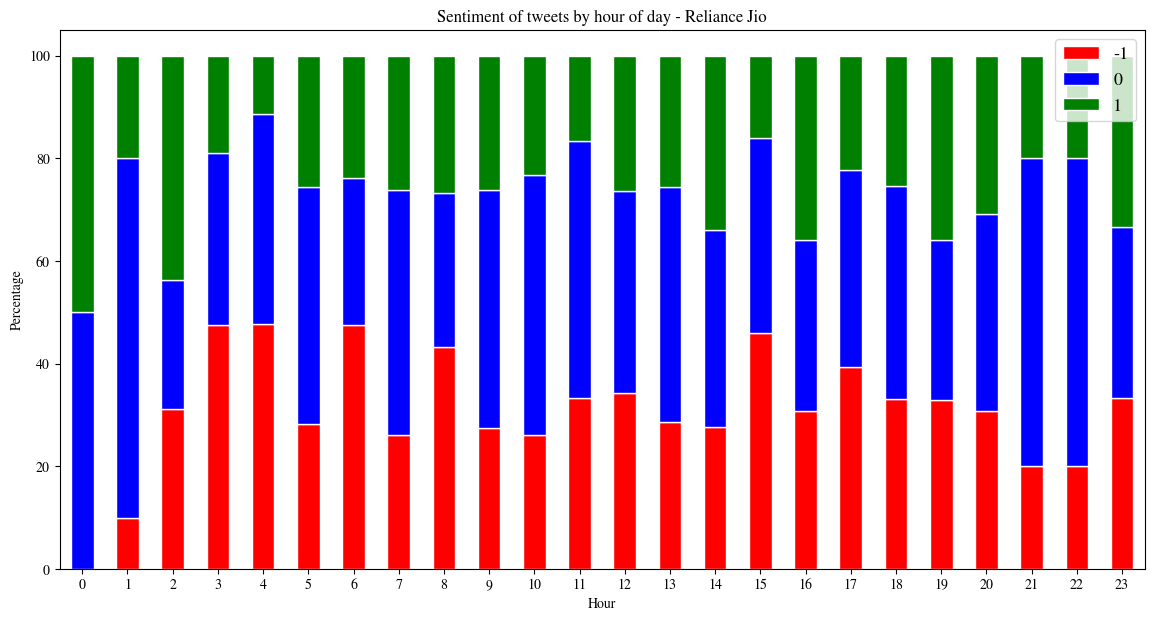 Sentiment of tweets by hour of day - Reliance Jio
-1
0
1
100
80
60
40
20
0
Percentage
0 1 2 3 4 5 6 7 8 9 10 11 12 13 14 15 16 17 18 19 20 21 22 23
Hour